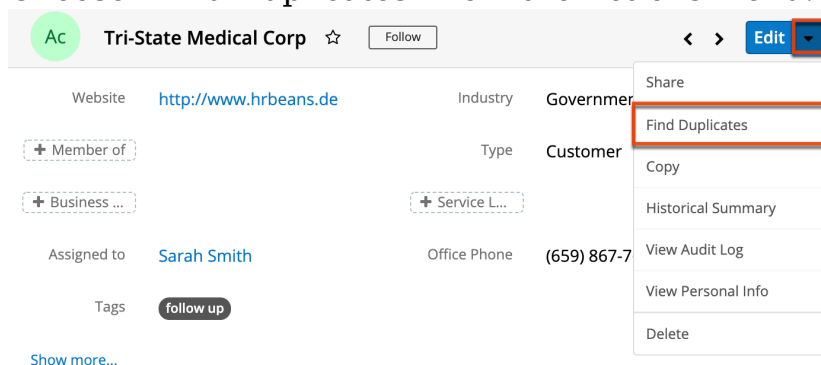 Ac Tri-State Medical Corp Follow Edit
Share
Website http://www.hrbeans.de Industry
Find Duplicates
+ Member of Type Customer
Copy
+ Business ... + Service L...
Historical Summary
Assigned to Sarah Smith Office Phone (659) 867-7
View Audit Log
View Personal Info
Tags follow up
Delete
Show more...